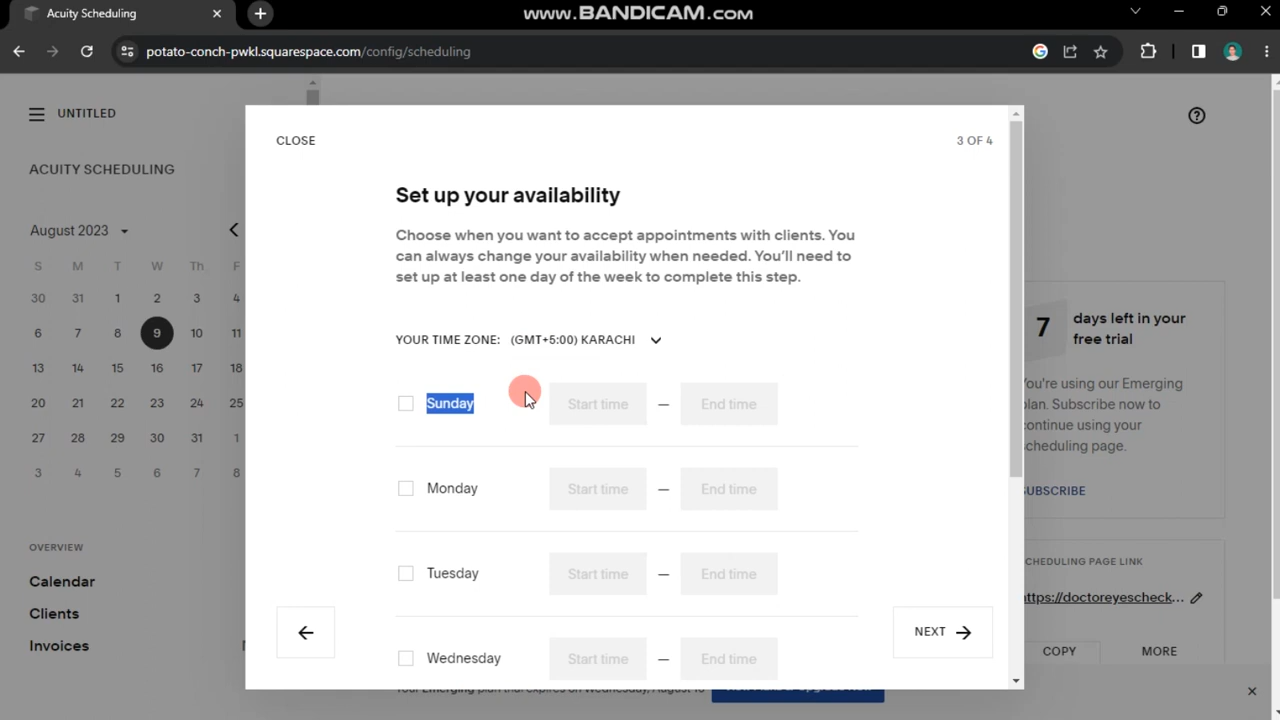 Acuity Scheduling
www.BANDICAM.com
potato-conch-pwkl.squarespace.com/config/scheduling
UNTITLED
ACUITY SCHEDULING
August 2023
S M T W Th F
30 31 1 2 3 4
6 7 8 9 10 11
13 14 15 16 17 18
20 21 22 23 24 25
27 28 29 30 31 1
3 4 5 6 7 8
OVERVIEW
Calendar
Clients
Invoices
CLOSE
3 OF 4
Set up your availability
Choose when you want to accept appointments with clients. You
can always change your availability when needed. You'll need to
set up at least one day of the week to complete this step.
YOUR TIME ZONE: (GMT+5:00) KARACHI
Sunday Start time — End time
Monday Start time — End time
Tuesday Start time — End time
Wednesday Start time — End time
NEXT
7 days left in your
free trial
You're using our Emerging
plan. Subscribe now to
continue using your
scheduling page.
SUBSCRIBE
SCHEDULING PAGE LINK
https://doctoreyescheck...
COPY MORE